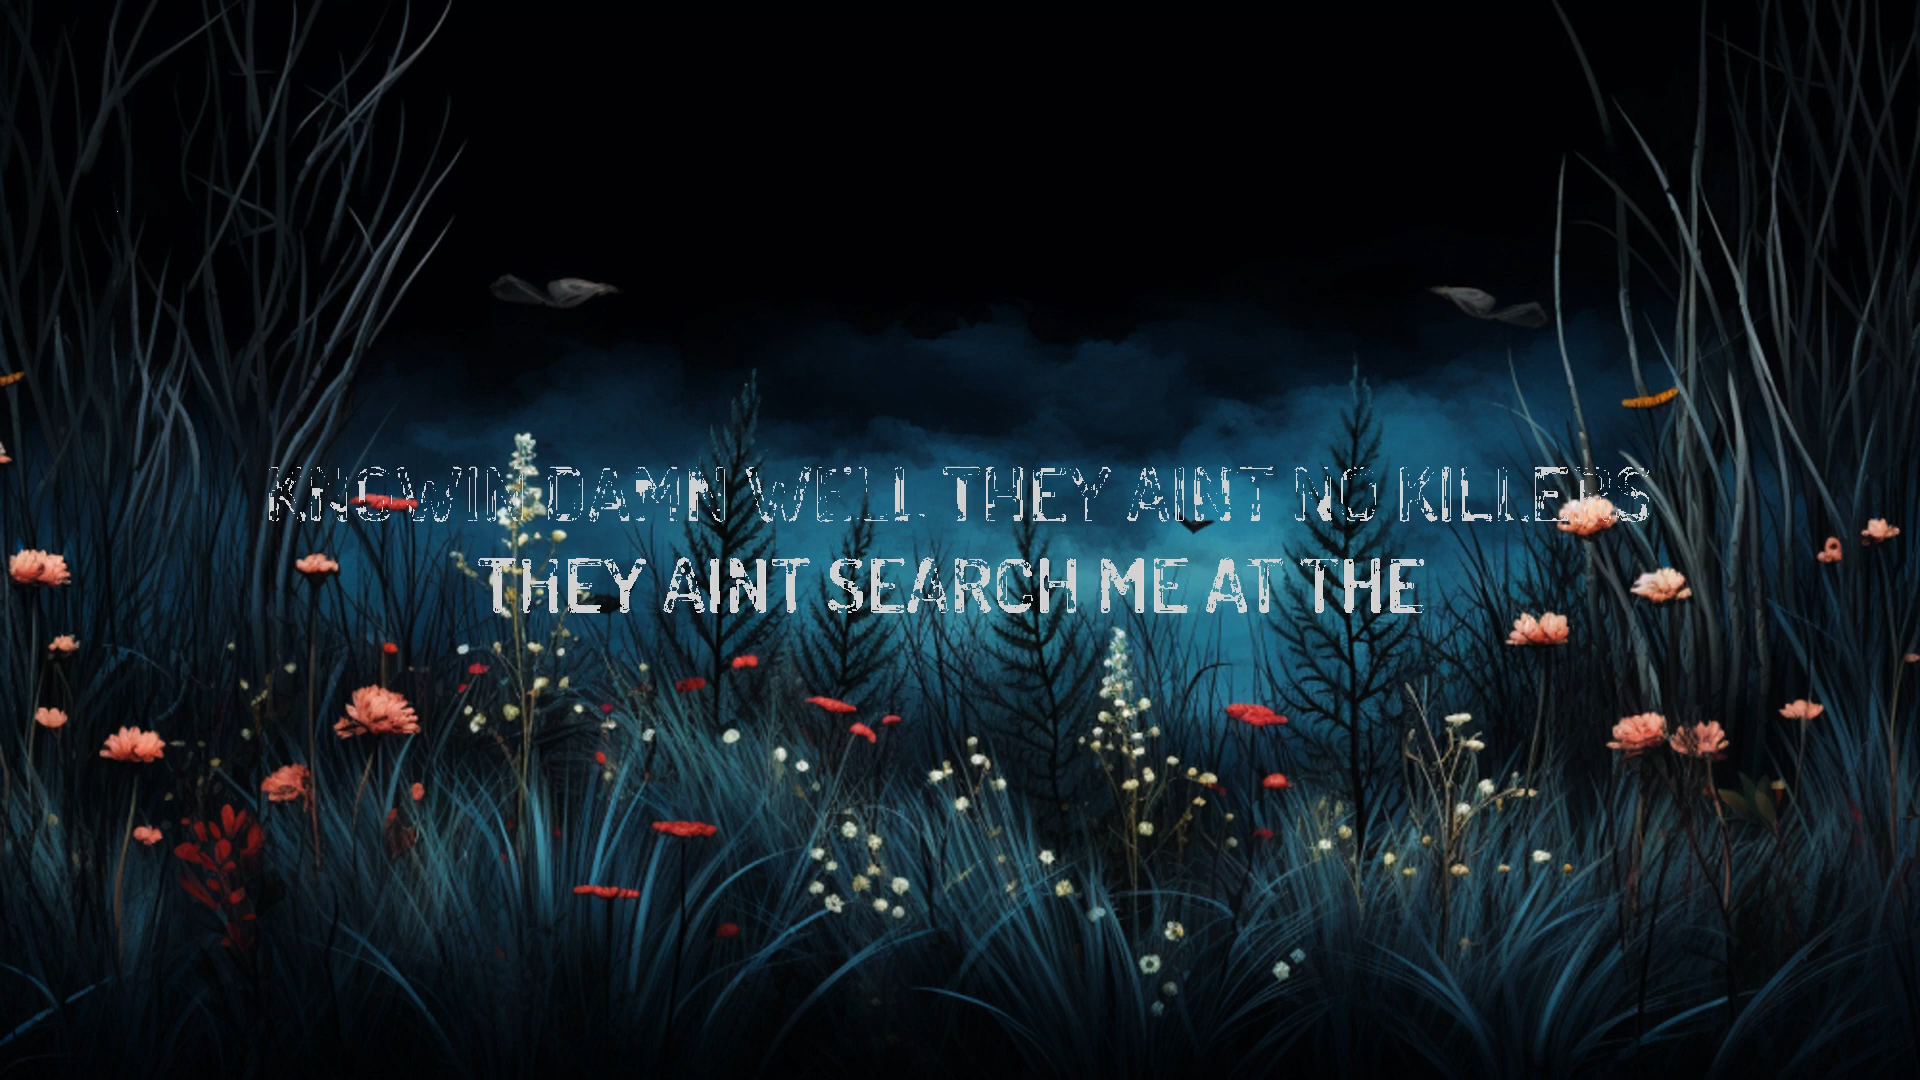 KNOWIN DAMN WELL THEY AINT NO KILLERS
THEY AINT SEARCH ME AT THE